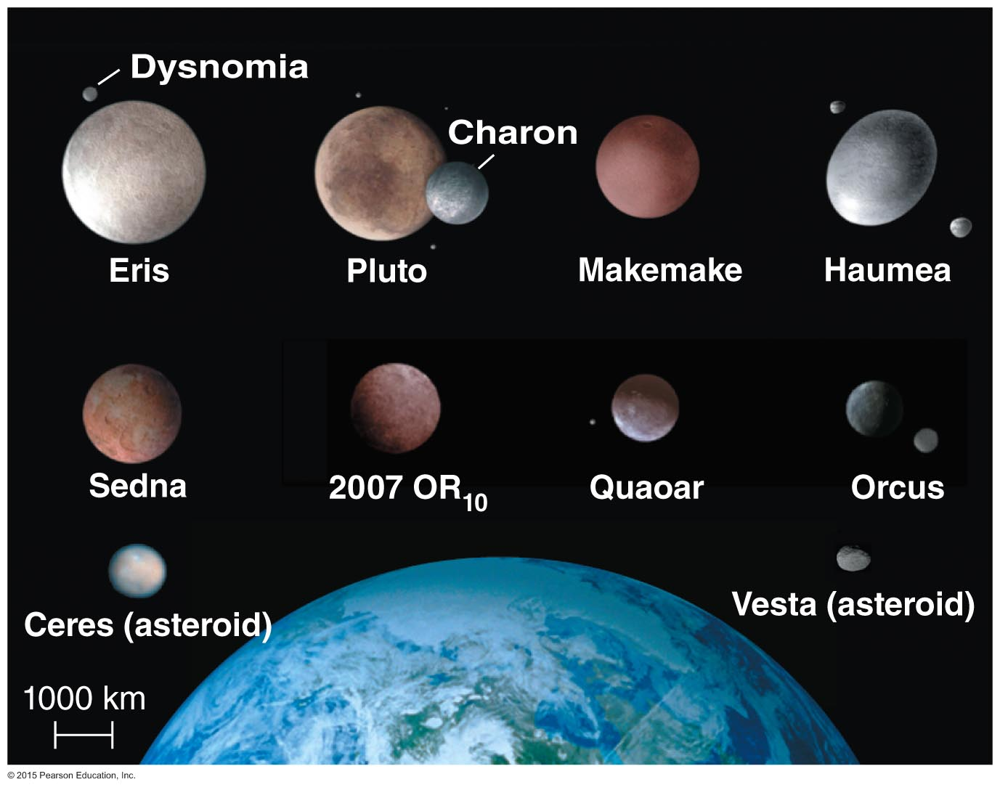 Dysnomia
Charon
Eris
Pluto
Makemake
Haumea
Sedna
2007 OR₁₀
Quaoar
Orcus
Ceres (asteroid)
Vesta (asteroid)
1000 km
© 2015 Pearson Education, Inc.